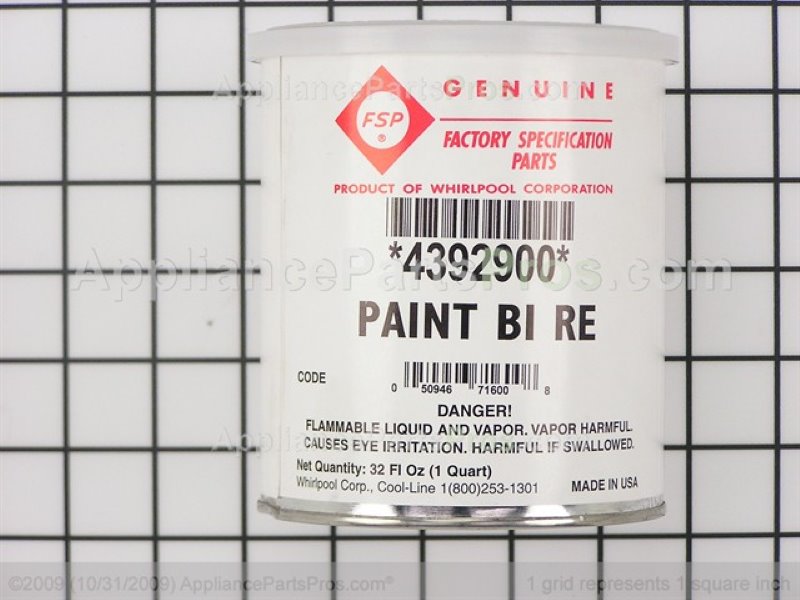 GENUINE
FSP
®
FACTORY SPECIFICATION
PARTS
PRODUCT OF WHIRLPOOL CORPORATION
*4392900*
AppliancePartsPros.com
PAINT BI RE
CODE
0 50946 71600 8
DANGER!
FLAMMABLE LIQUID AND VAPOR. VAPOR HARMFUL.
CAUSES EYE IRRITATION. HARMFUL IF SWALLOWED.
Net Quantity: 32 Fl Oz (1 Quart)
Whirlpool Corp., Cool-Line 1(800)253-1301
MADE IN USA
©2009 (10/31/2009) AppliancePartsPros.com
1 grid represents 1 square inch